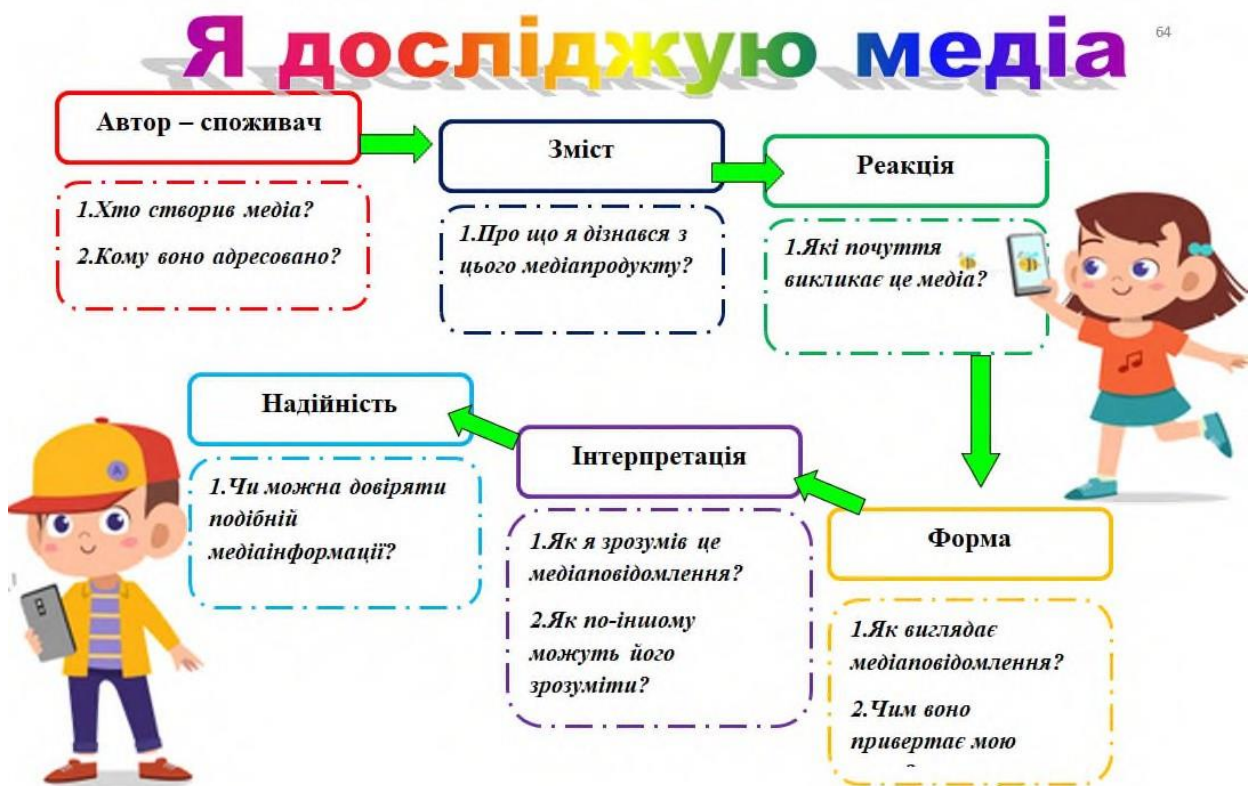 Я досліджую медіа
64
Автор – споживач
1.Хто створив медіа?
2.Кому воно адресовано?
Зміст
1.Про що я дізнався з
цього медіапродукту?
Реакція
1.Які почуття
викликає це медіа?
Форма
1.Як виглядає
медіаповідомлення?
2.Чим воно
привертає мою
Інтерпретація
1.Як я зрозумів це
медіаповідомлення?
2.Як по-іншому
можуть його
зрозуміти?
Надійність
1.Чи можна довіряти
подібній
медіаінформації?
A